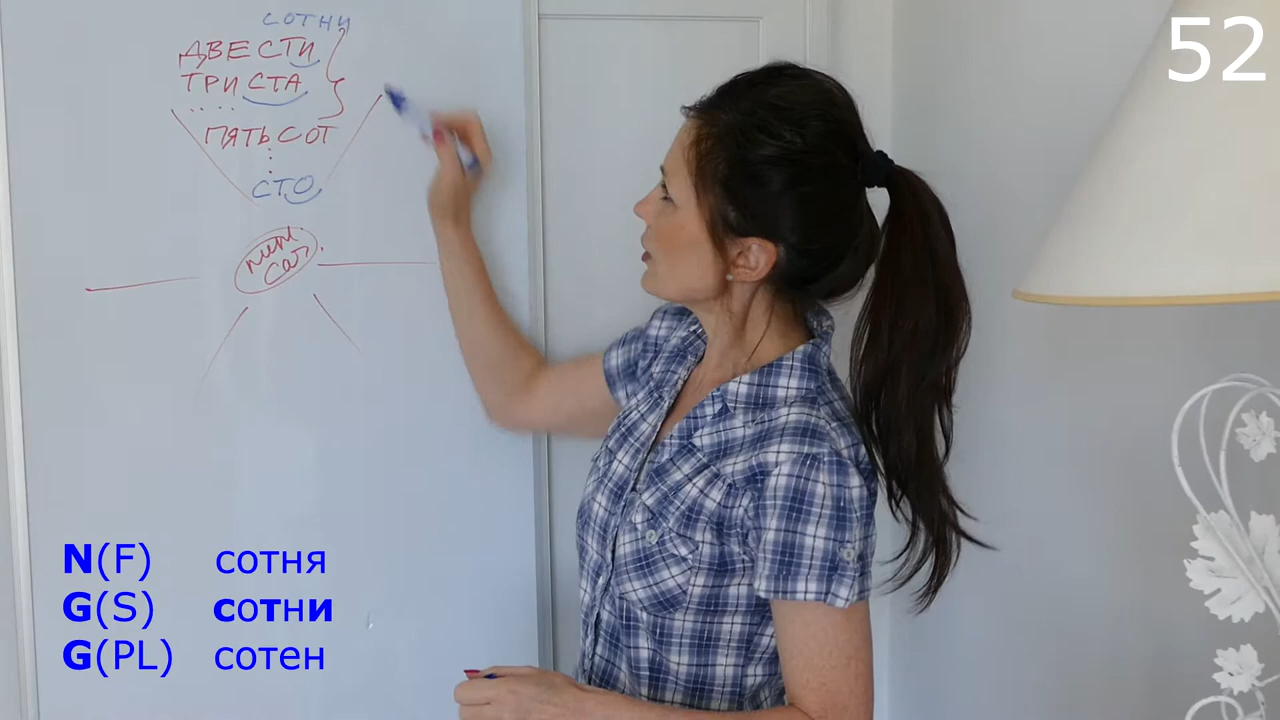 СОТНИ
ДВЕСТИ
ТРИСТА
ПЯТЬСОТ
СТО
52
N(F) сотня
G(S) сотни
G(PL) сотен